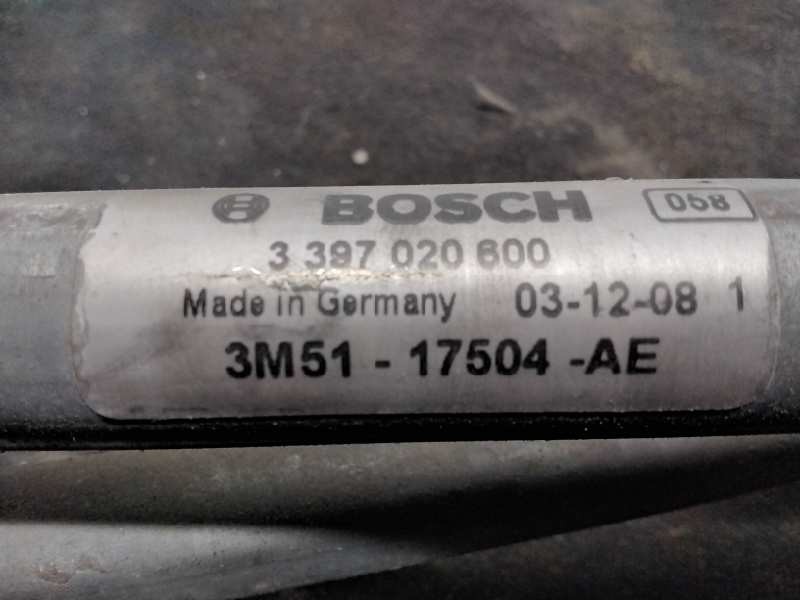 BOSCH 058
3 397 020 600
Made in Germany 03-12-08 1
3M51 - 17504 -AE